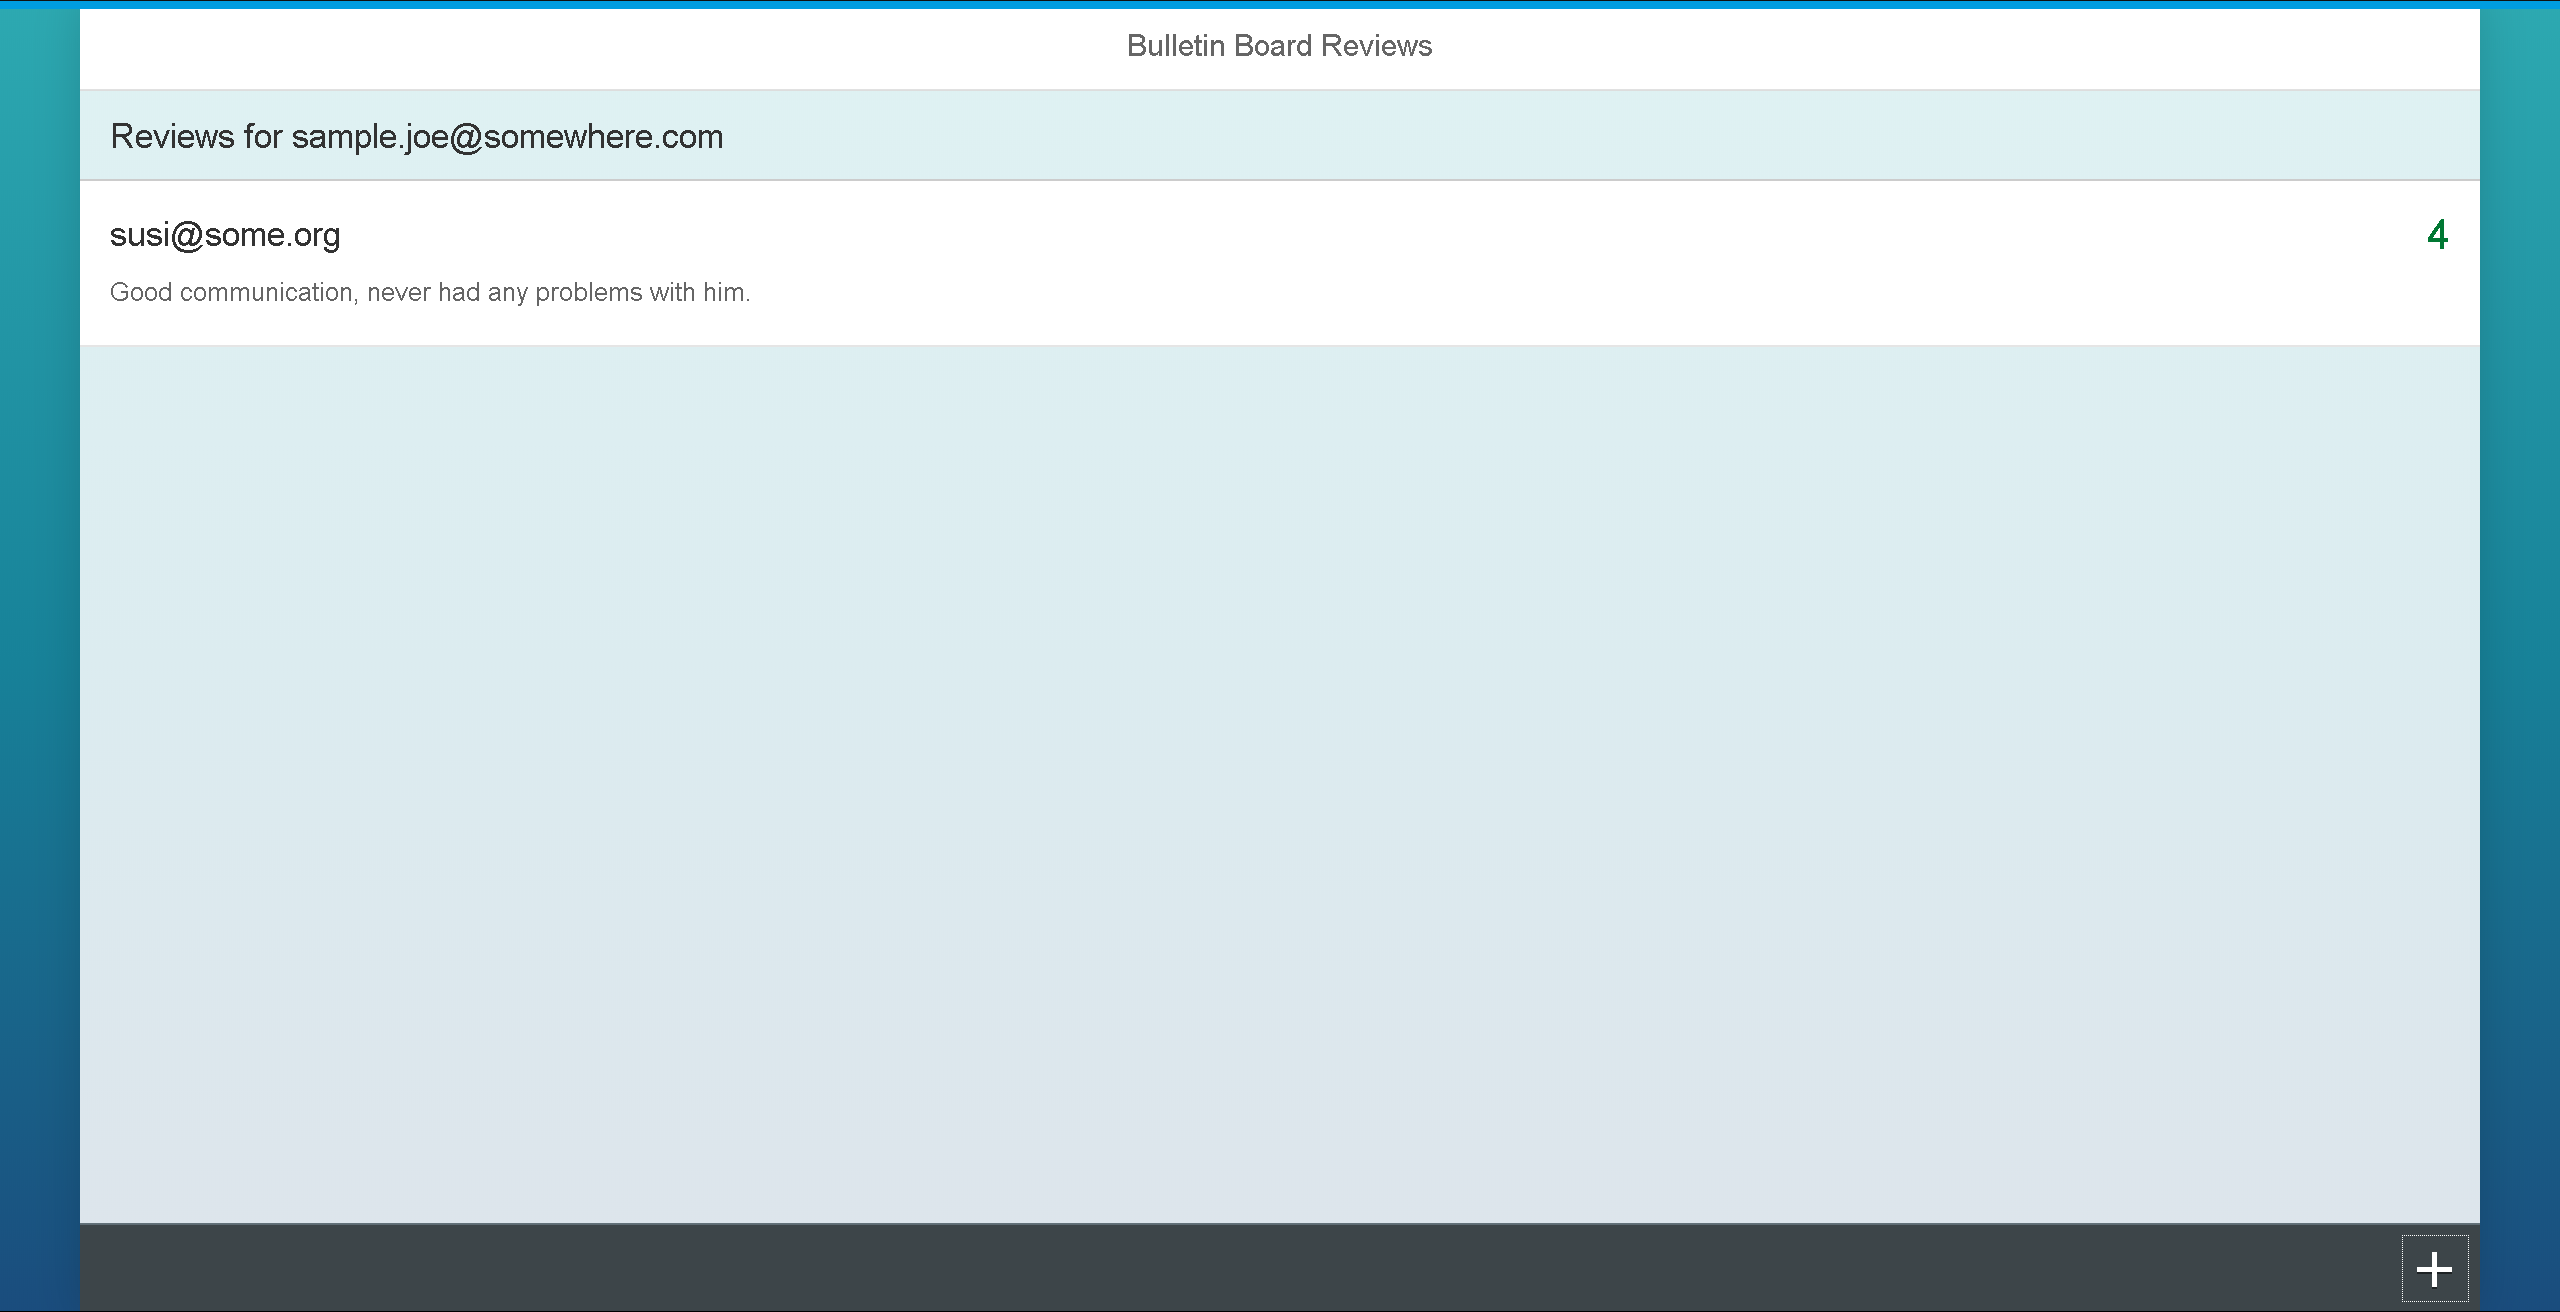 Bulletin Board Reviews
Reviews for sample.joe@somewhere.com
susi@some.org
4
Good communication, never had any problems with him.